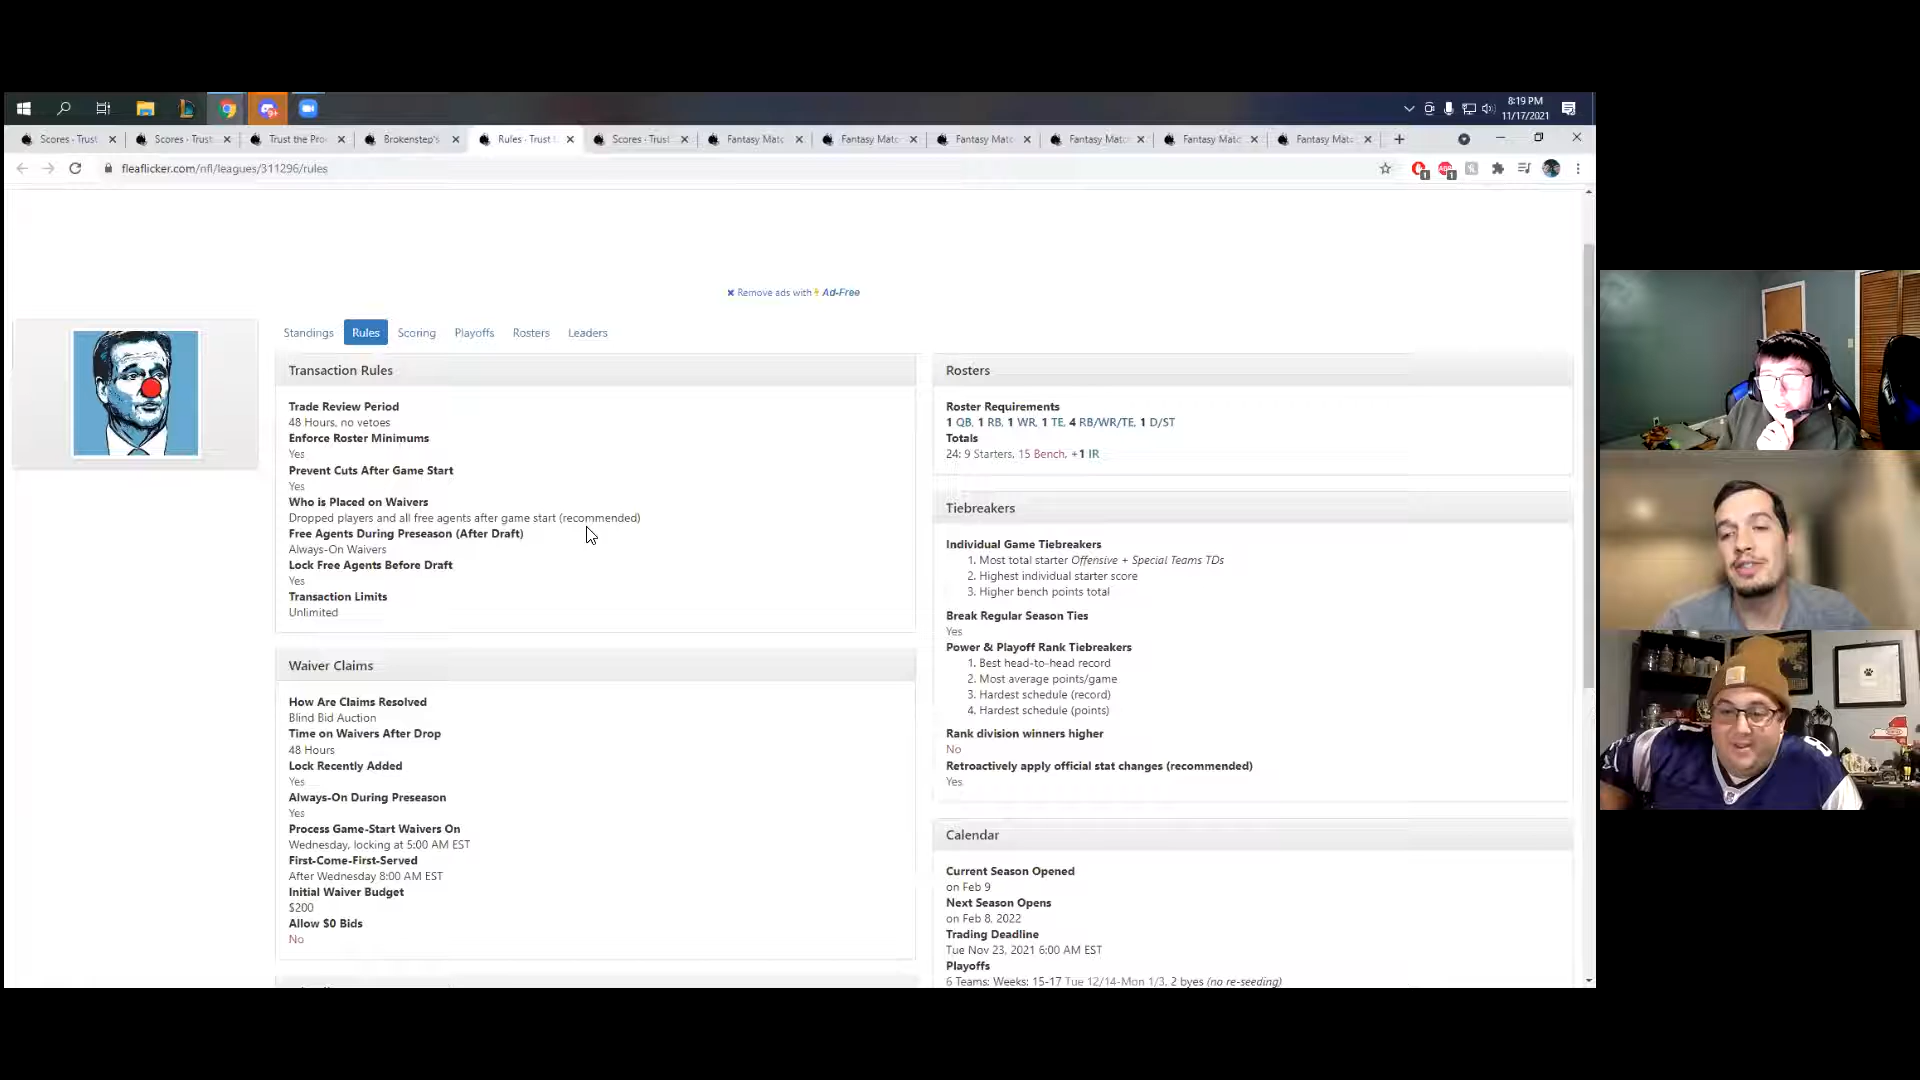 8:19 PM
11/17/2021
Scores - Trust
Scores - Trust
Trust the Pro
Brokenstep's
Rules - Trust
Scores - Trust
Fantasy Matc
Fantasy Matc
Fantasy Matc
Fantasy Matc
Fantasy Matc
Fantasy Matc
fleaflicker.com/nfl/leagues/311296/rules
Remove ads with Ad-Free
Standings Rules Scoring Playoffs Rosters Leaders
Transaction Rules
Trade Review Period
48 Hours, no vetoes
Enforce Roster Minimums
Yes
Prevent Cuts After Game Start
Yes
Who is Placed on Waivers
Dropped players and all free agents after game start (recommended)
Free Agents During Preseason (After Draft)
Always-On Waivers
Lock Free Agents Before Draft
Yes
Transaction Limits
Unlimited
Waiver Claims
How Are Claims Resolved
Blind Bid Auction
Time on Waivers After Drop
48 Hours
Lock Recently Added
Yes
Always-On During Preseason
Yes
Process Game-Start Waivers On
Wednesday, locking at 5:00 AM EST
First-Come-First-Served
After Wednesday 8:00 AM EST
Initial Waiver Budget
$200
Allow $0 Bids
No
Rosters
Roster Requirements
1 QB, 1 RB, 1 WR, 1 TE, 4 RB/WR/TE, 1 D/ST
Totals
24: 9 Starters, 15 Bench, +1 IR
Tiebreakers
Individual Game Tiebreakers
1. Most total starter Offensive + Special Teams TDs
2. Highest individual starter score
3. Higher bench points total
Break Regular Season Ties
Yes
Power & Playoff Rank Tiebreakers
1. Best head-to-head record
2. Most average points/game
3. Hardest schedule (record)
4. Hardest schedule (points)
Rank division winners higher
No
Retroactively apply official stat changes (recommended)
Yes
Calendar
Current Season Opened
on Feb 9
Next Season Opens
on Feb 8, 2022
Trading Deadline
Tue Nov 23, 2021 6:00 AM EST
Playoffs
6 Teams: Weeks: 15-17 Tue 12/14-Mon 1/3, 2 byes (no re-seeding)